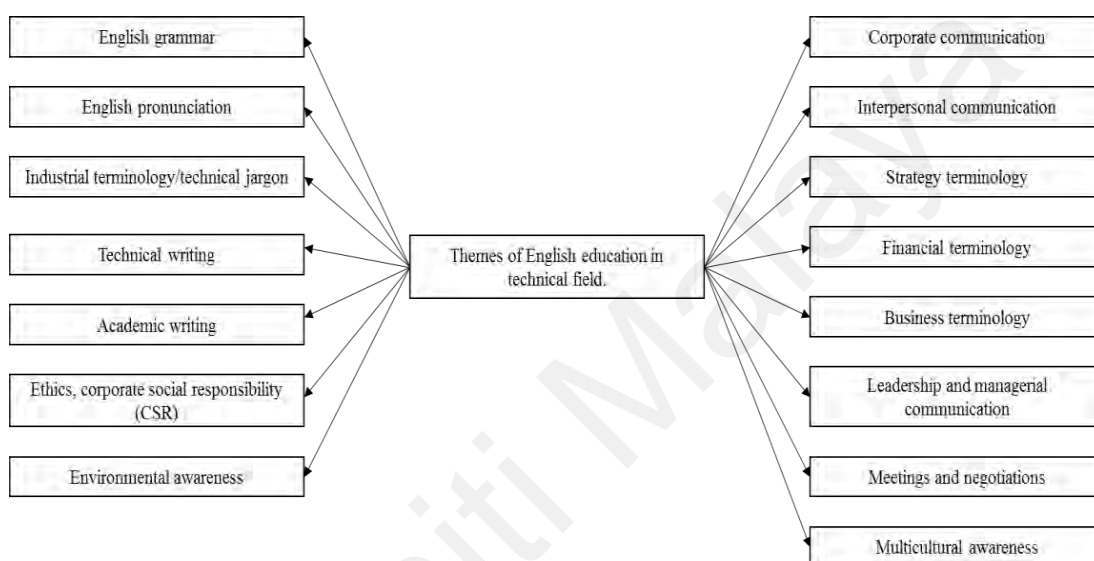 English grammar
English pronunciation
Industrial terminology/technical jargon
Technical writing
Academic writing
Ethics, corporate social responsibility
(CSR)
Environmental awareness
Themes of English education in
technical field.
Corporate communication
Interpersonal communication
Strategy terminology
Financial terminology
Business terminology
Leadership and managerial
communication
Meetings and negotiations
Multicultural awareness
iti Malaya